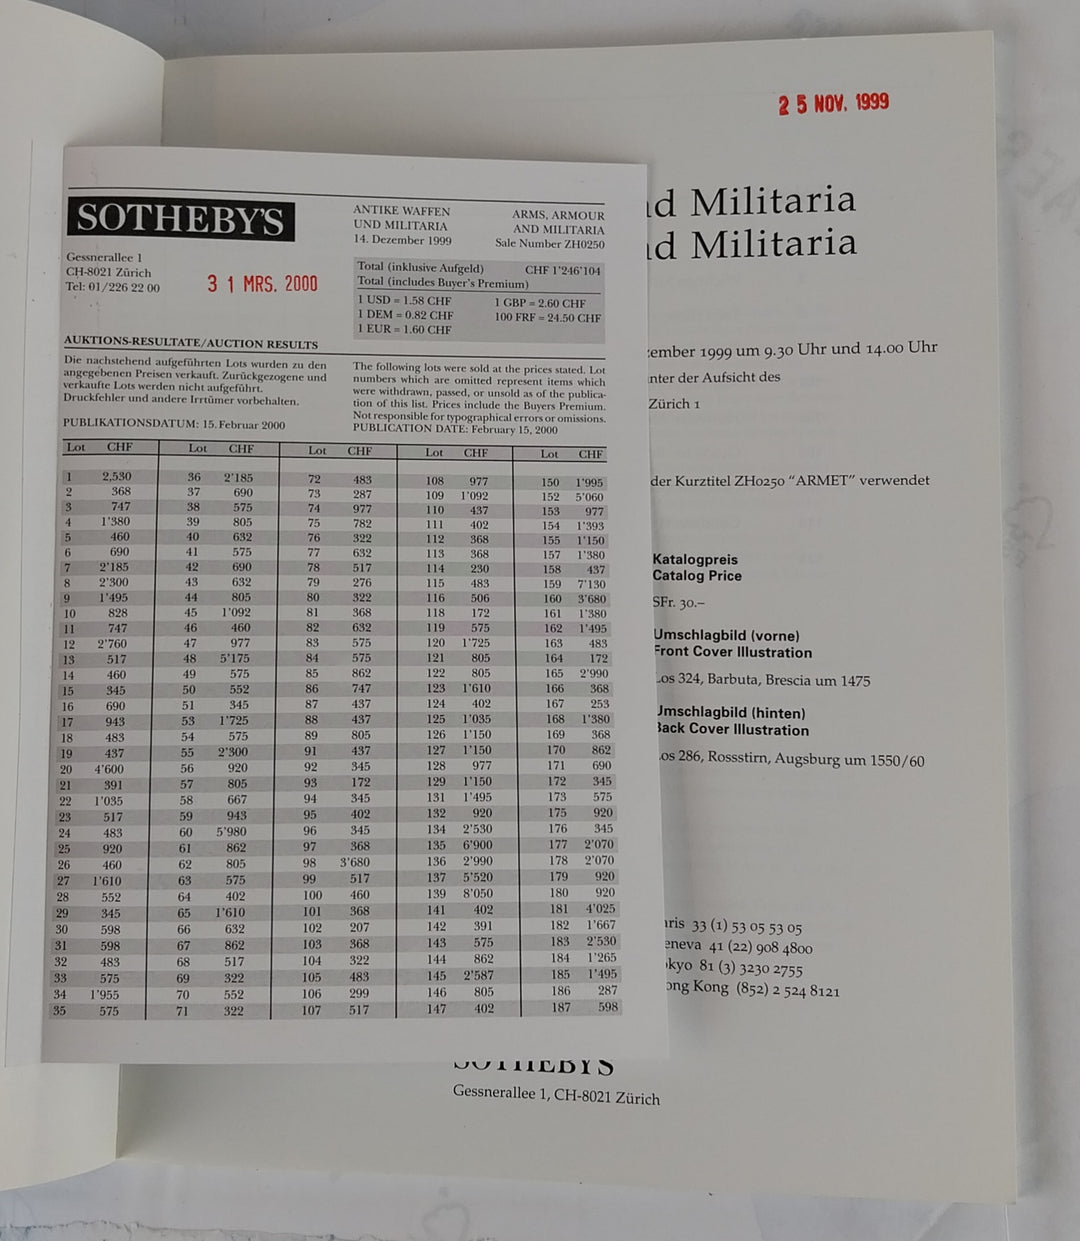 25 NOV. 1999
nd Militaria
nd Militaria
SOTHEBY'S
ANTIKE WAFFEN
UND MILITARIA
14. Dezember 1999
ARMS, ARMOUR
AND MILITARIA
Sale Number ZH0250
Gessnerallee 1
CH-8021 Zürich
Tel: 01/226 22 00
31 MRS. 2000
Total (inklusive Aufgeld) CHF 1'246'104
Total (includes Buyer's Premium)
1 USD = 1.58 CHF 1 GBP = 2.60 CHF
1 DEM = 0.82 CHF 100 FRF = 24.50 CHF
1 EUR = 1.60 CHF
AUKTIONS-RESULTATE/AUCTION RESULTS
Die nachstehend aufgeführten Lots wurden zu den
angegebenen Preisen verkauft. Zurückgezogene und
verkaufte Lots werden nicht aufgeführt.
Druckfehler und andere Irrtümer vorbehalten.
PUBLIKATIONSDATUM: 15. Februar 2000
The following lots were sold at the prices stated. Lot
numbers which are omitted represent items which
were withdrawn, passed, or unsold as of the publica-
tion of this list. Prices include the Buyers Premium.
Not responsible for typographical errors or omissions.
PUBLICATION DATE: February 15, 2000
Lot CHF Lot CHF Lot CHF Lot CHF Lot CHF
1 2,530 36 2'185 72 483 108 977 150 1'995
2 368 37 690 73 287 109 1'092 152 5'060
3 747 38 575 74 977 110 437 153 977
4 1'380 39 805 75 782 111 402 154 1'393
5 460 40 632 76 322 112 368 155 1'150
6 690 41 575 77 632 113 368 157 1'380
7 2'185 42 690 78 517 114 230 158 437
8 2'300 43 632 79 276 115 483 159 7'130
9 1'495 44 805 80 322 116 506 160 3'680
10 828 45 1'092 81 368 118 172 161 1'380
11 747 46 460 82 632 119 575 162 1'495
12 2'760 47 977 83 575 120 1'725 163 483
13 517 48 5'175 84 575 121 805 164 172
14 460 49 575 85 862 122 805 165 2'990
15 345 50 552 86 747 123 1'610 166 368
16 690 51 345 87 437 124 402 167 253
17 943 53 1'725 88 437 125 1'035 168 1'380
18 483 54 575 89 805 126 1'150 169 368
19 437 55 2'300 91 437 127 1'150 170 862
20 4'600 56 920 92 345 128 977 171 690
21 391 57 805 93 172 129 1'150 172 345
22 1'035 58 667 94 345 131 1'495 173 575
23 517 59 943 95 402 132 920 175 920
24 483 60 5'980 96 345 134 2'530 176 345
25 920 61 862 97 368 135 6'900 177 2'070
26 460 62 805 98 3'680 136 2'990 178 2'070
27 1'610 63 575 99 517 137 5'520 179 920
28 552 64 402 100 460 139 8'050 180 920
29 345 65 1'610 101 368 141 402 181 4'025
30 598 66 632 102 207 142 391 182 1'667
31 598 67 862 103 368 143 575 183 2'530
32 483 68 517 104 322 144 862 184 1'265
33 575 69 322 105 483 145 2'587 185 1'495
34 1'955 70 552 106 299 146 805 186 287
35 575 71 322 107 517 147 402 187 598
zember 1999 um 9.30 Uhr und 14.00 Uhr
nter der Aufsicht des
Zürich 1
der Kurztitel ZH0250 "ARMET" verwendet
Katalogpreis
Catalog Price
SFr. 30.–
Umschlagbild (vorne)
Front Cover Illustration
Los 324, Barbuta, Brescia um 1475
Umschlagbild (hinten)
Back Cover Illustration
Los 286, Rossstirn, Augsburg um 1550/60
aris 33 (1) 53 05 53 05
eneva 41 (22) 908 4800
okyo 81 (3) 3230 2755
ong Kong (852) 2 524 8121
SOTHEBY'S
Gessnerallee 1, CH-8021 Zürich